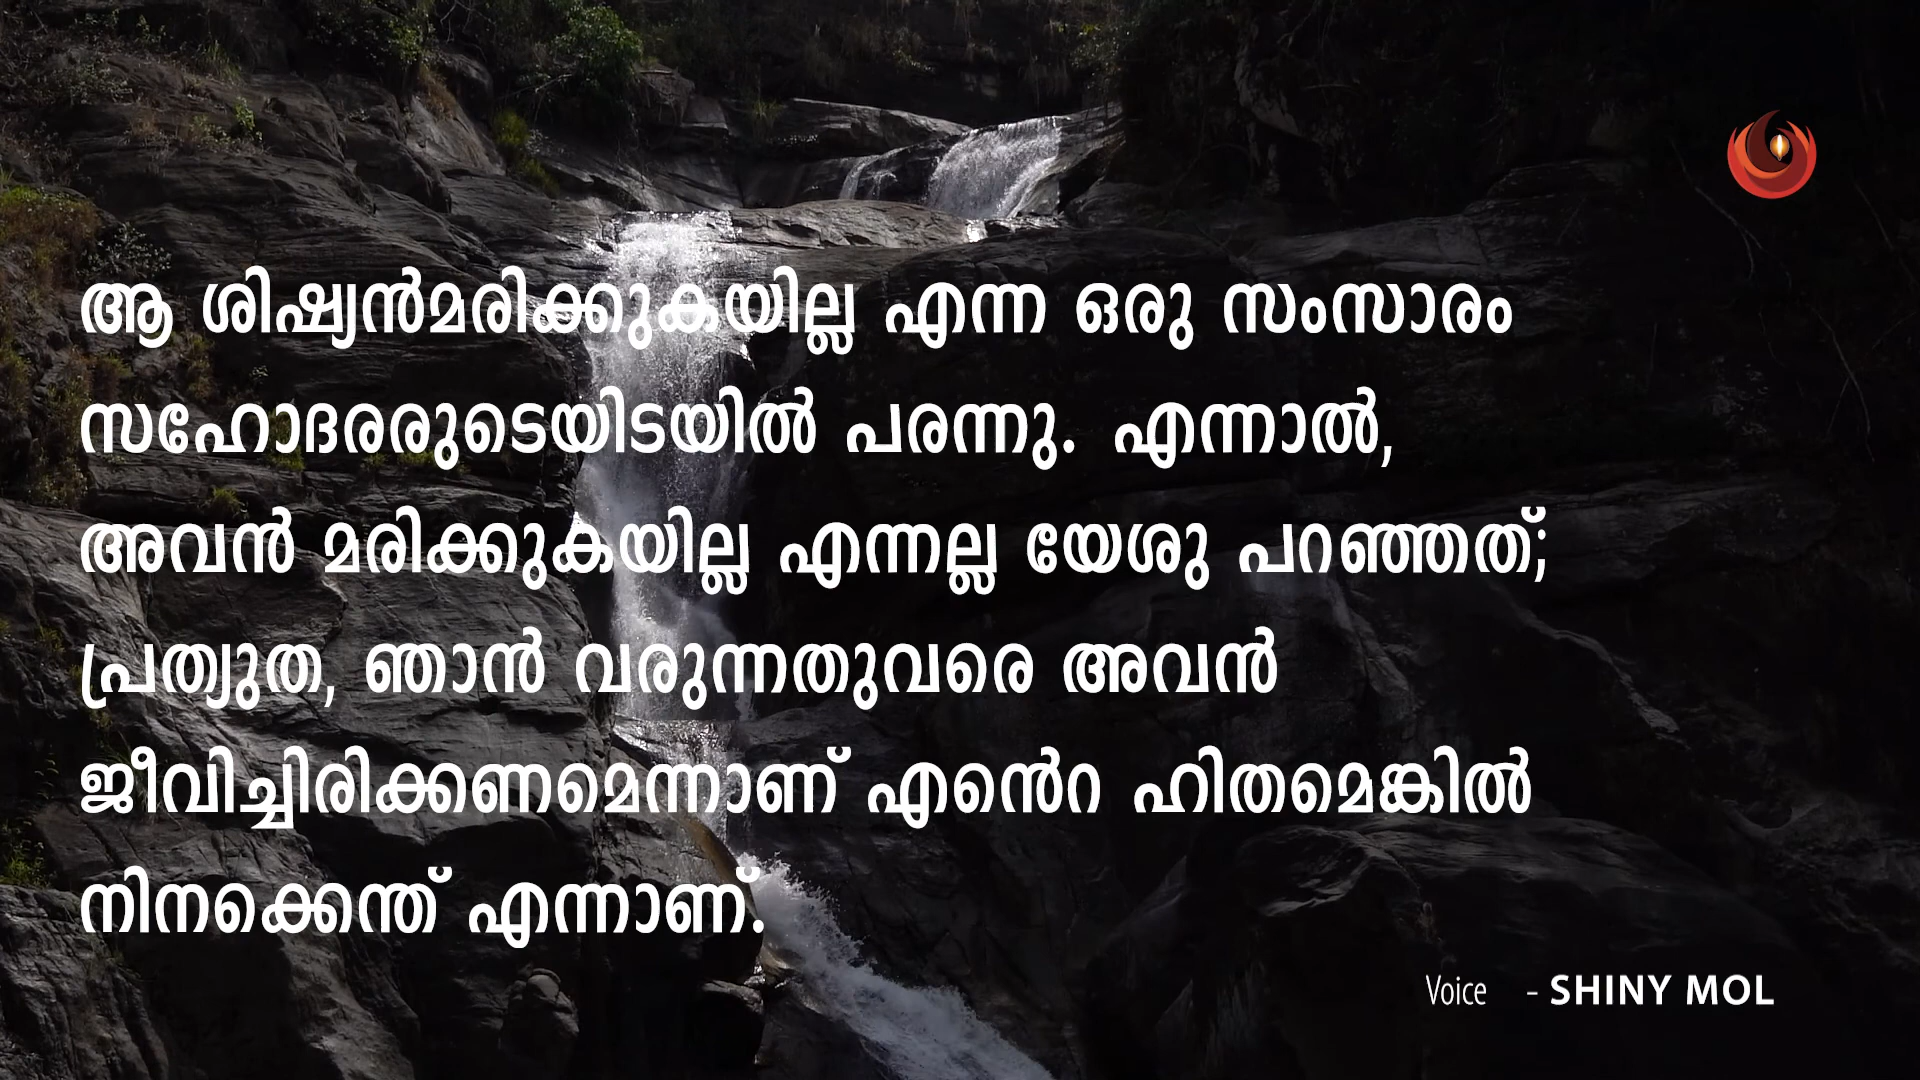 ആ ശിഷ്യൻമരിക്കുകയില്ല എന്ന ഒരു സംസാരം
സഹോദരരുടെയിടയിൽ പരന്നു. എന്നാൽ,
അവൻ മരിക്കുകയില്ല എന്നല്ല യേശു പറഞ്ഞത്;
പ്രത്യുത, ഞാൻ വരുന്നതുവരെ അവൻ
ജീവിച്ചിരിക്കണമെന്നാണ് എൻെറ ഹിതമെങ്കിൽ
നിനക്കെന്ത് എന്നാണ്.
Voice - SHINY MOL